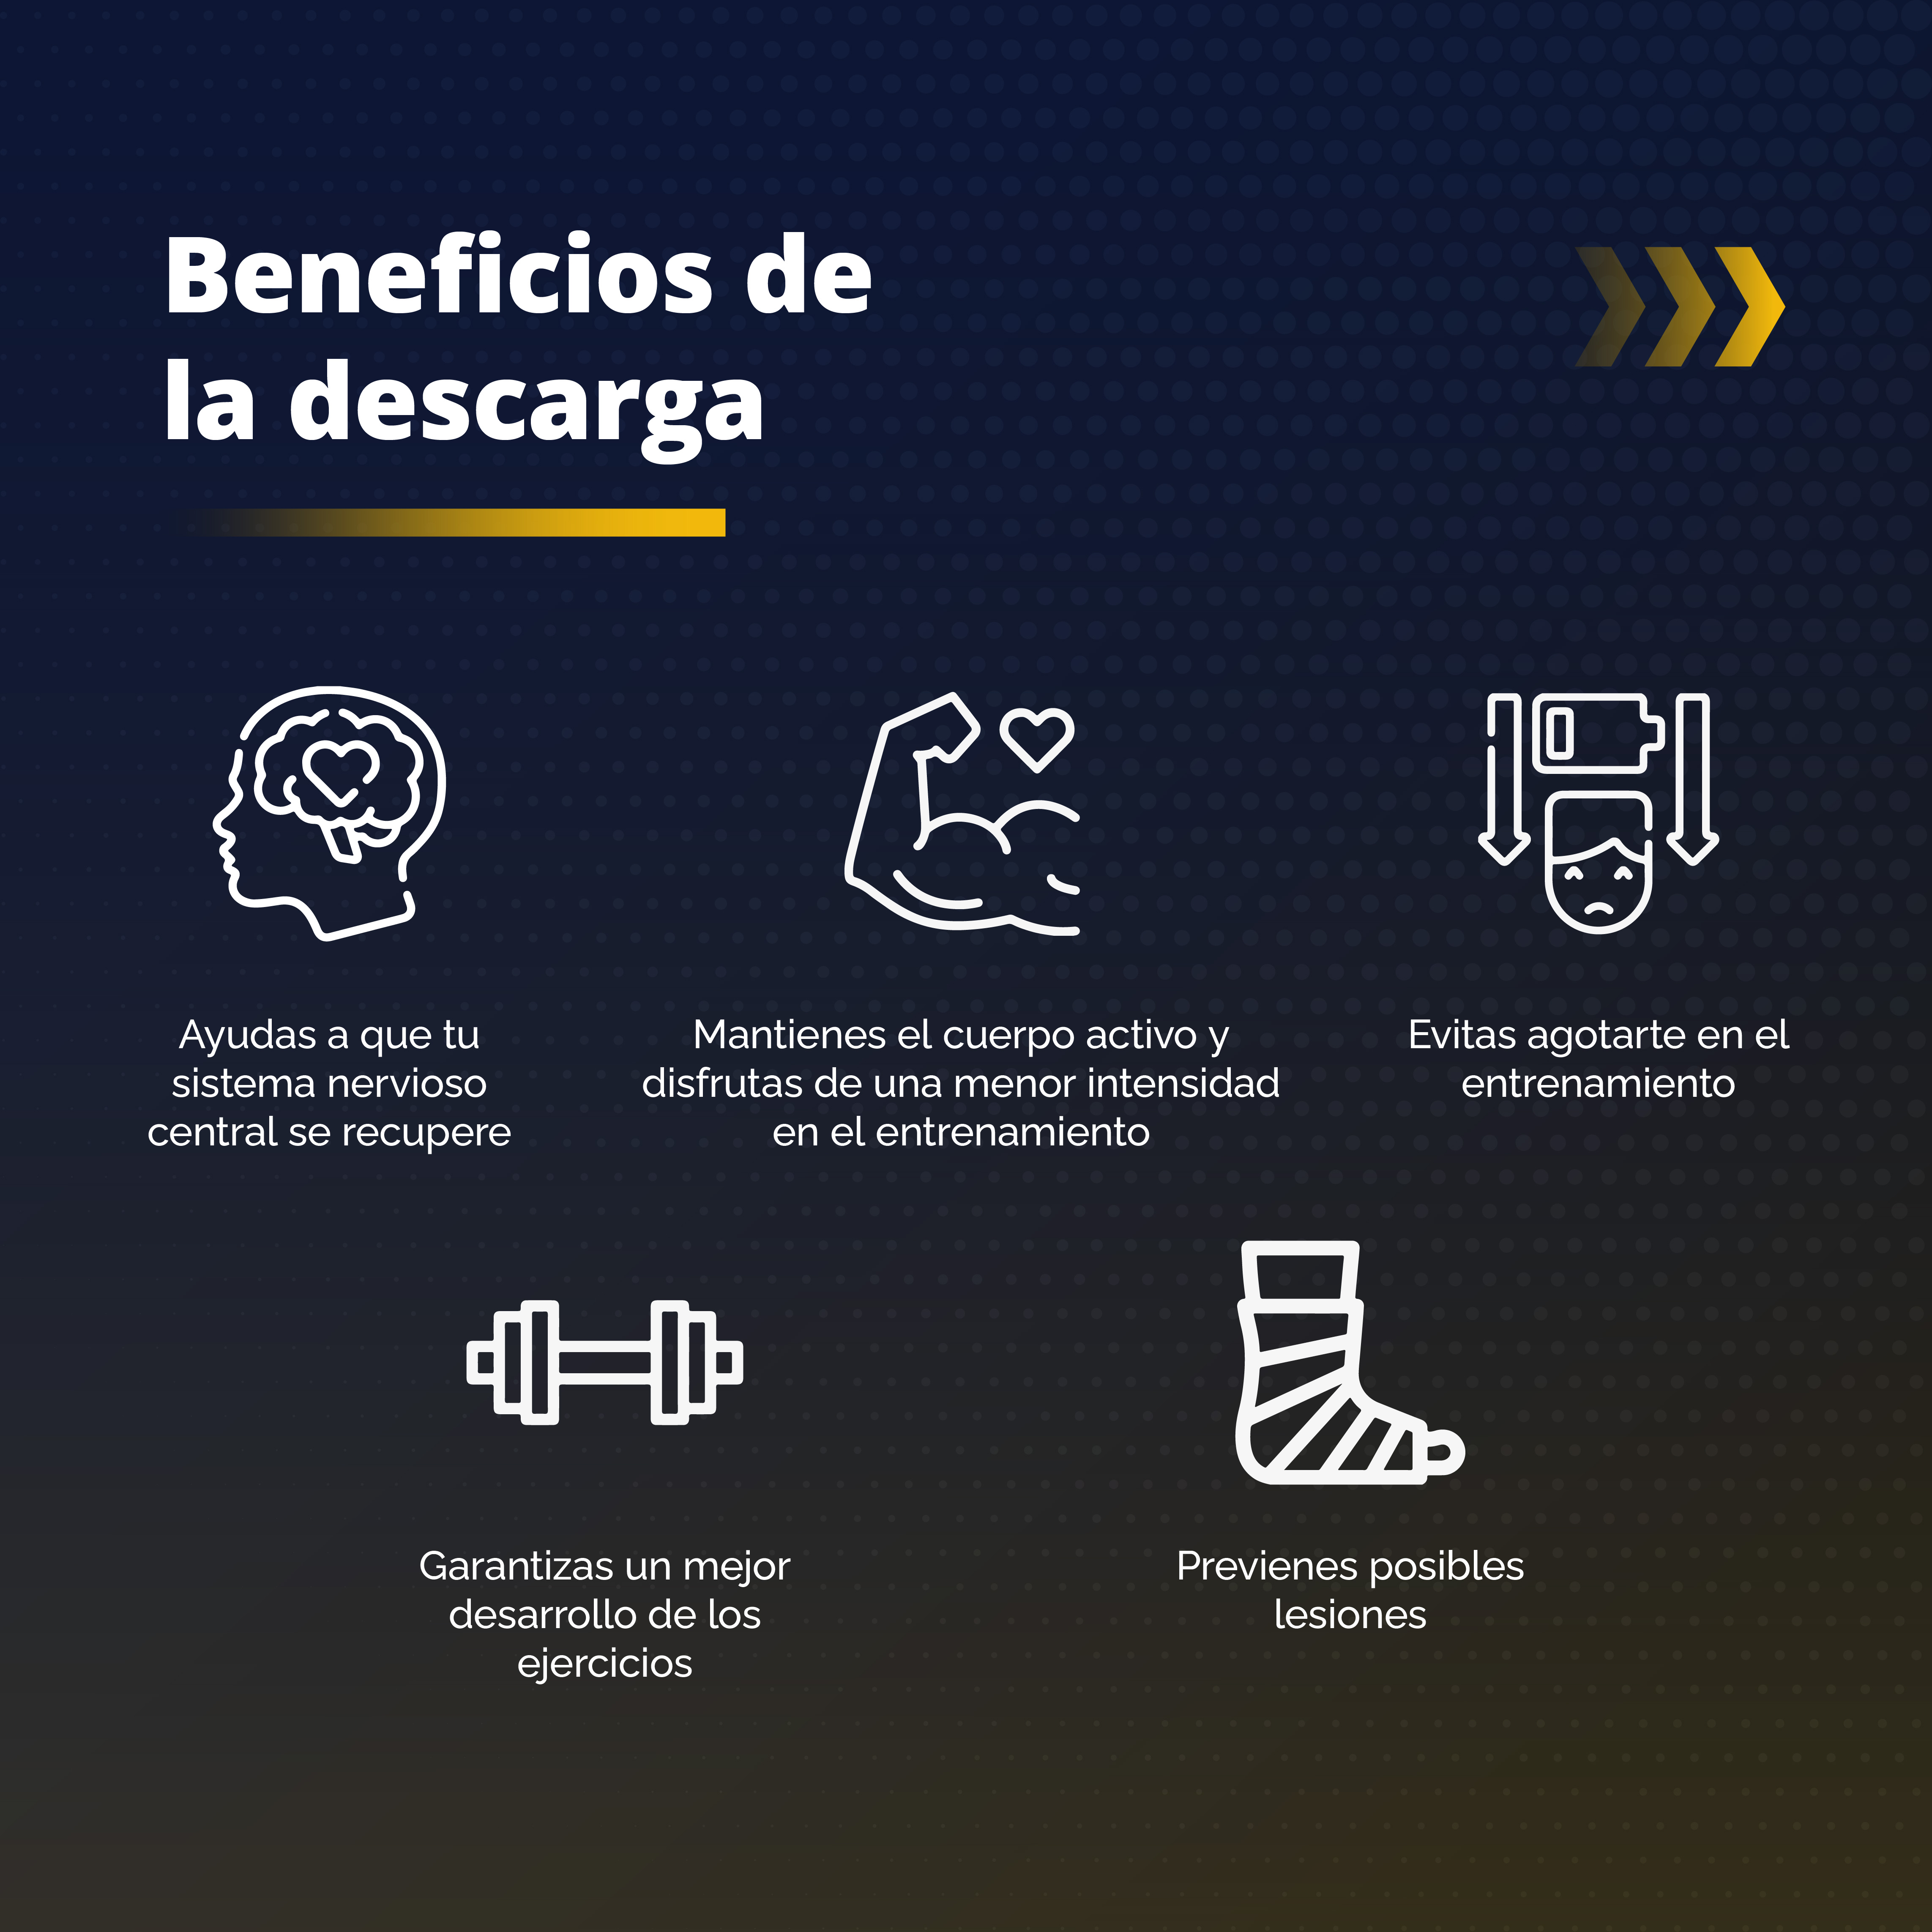 Beneficios de
la descarga
Ayudas a que tu
sistema nervioso
central se recupere
Mantienes el cuerpo activo y
disfrutas de una menor intensidad
en el entrenamiento
Evitas agotarte en el
entrenamiento
Garantizas un mejor
desarrollo de los
ejercicios
Previenes posibles
lesiones